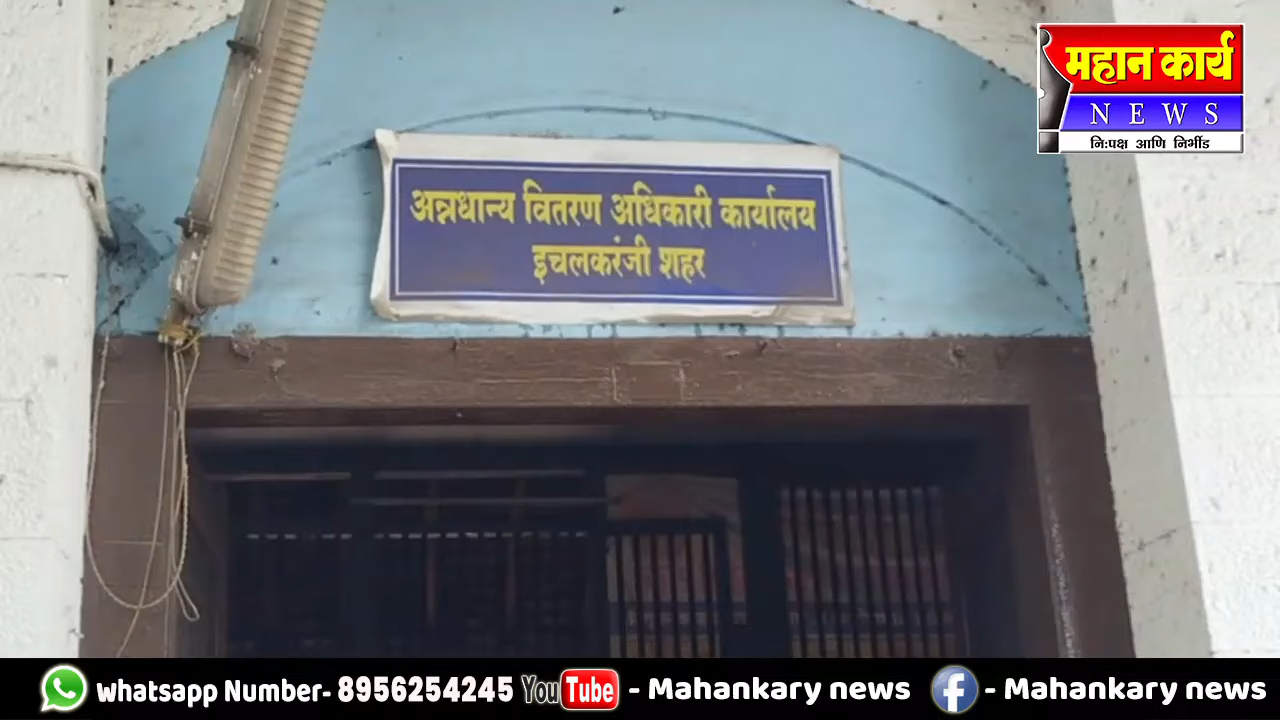 महान कार्य
NEWS
निःपक्ष आणि निर्भीड
अन्नधान्य वितरण अधिकारी कार्यालय
इचलकरंजी शहर
whatsapp Number- 8956254245 YouTube - Mahankary news f - Mahankary news